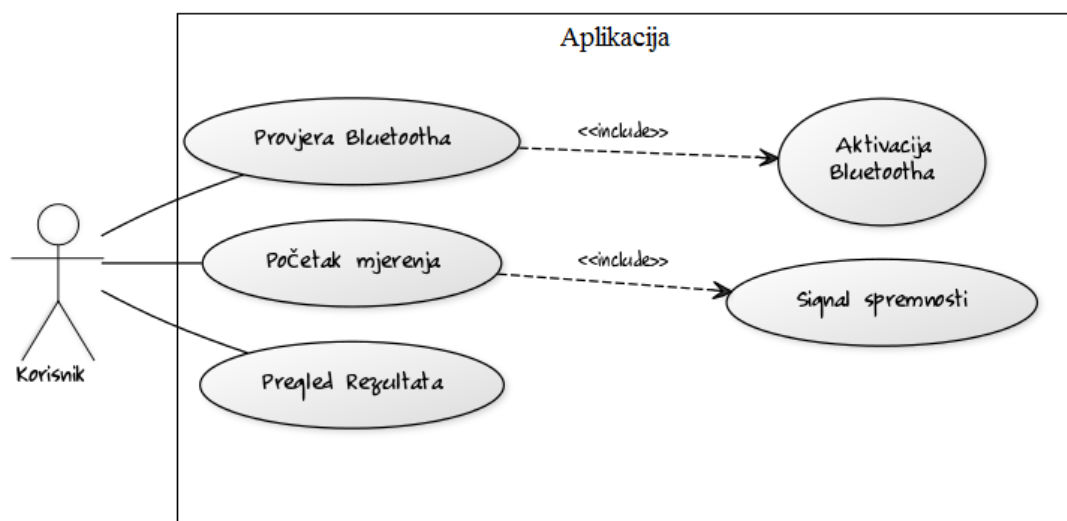 Aplikacija
Provjera Bluetootha
<<include>>
Aktivacija
Bluetootha
Početak mjerenja
<<include>>
Signal spremnosti
Pregled Rezultata
Korisnik